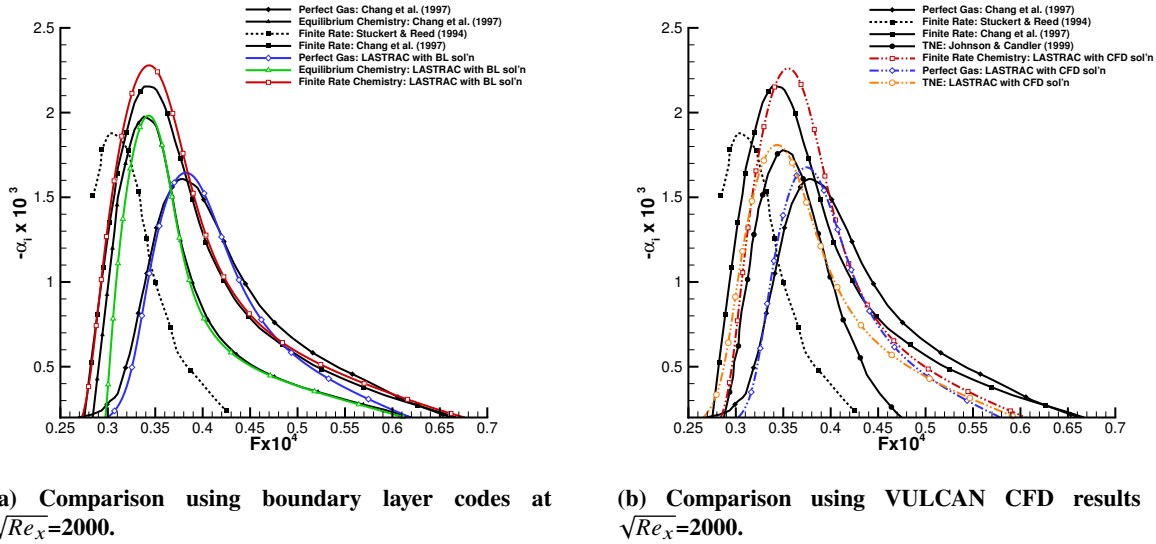 Perfect Gas: Chang et al. (1997)
Equilibrium Chemistry: Chang et al. (1997)
Finite Rate: Stuckert & Reed (1994)
Finite Rate: Chang et al. (1997)
Perfect Gas: LASTRAC with BL sol'n
Equilibrium Chemistry: LASTRAC with BL sol'n
Finite Rate Chemistry: LASTRAC with BL sol'n
2.5
2
1.5
1
0.5
-αᵢ x 10³
0.25 0.3 0.35 0.4 0.45 0.5 0.55 0.6 0.65 0.7
Fx10⁴
a) Comparison using boundary layer codes at
√Reₓ=2000.
Perfect Gas: Chang et al. (1997)
Finite Rate: Stuckert & Reed (1994)
Finite Rate: Chang et al. (1997)
TNE: Johnson & Candler (1999)
Finite Rate Chemistry: LASTRAC with CFD sol'n
Perfect Gas: LASTRAC with CFD sol'n
TNE: LASTRAC with CFD sol'n
2.5
2
1.5
1
0.5
-αᵢ x 10³
0.25 0.3 0.35 0.4 0.45 0.5 0.55 0.6 0.65 0.7
Fx10⁴
(b) Comparison using VULCAN CFD results
√Reₓ=2000.